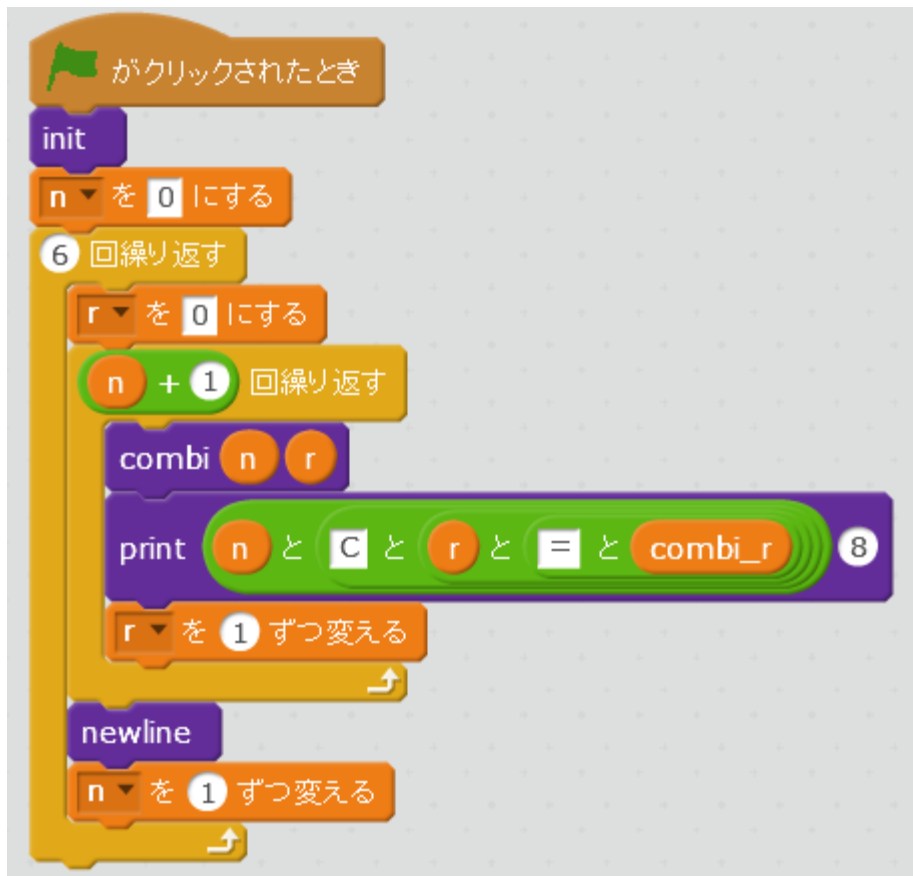 がクリックされたとき
init
n を 0 にする
6 回繰り返す
r を 0 にする
n + 1 回繰り返す
combi n r
print n と C と r と = と combi_r 8
r を 1 ずつ変える
newline
n を 1 ずつ変える